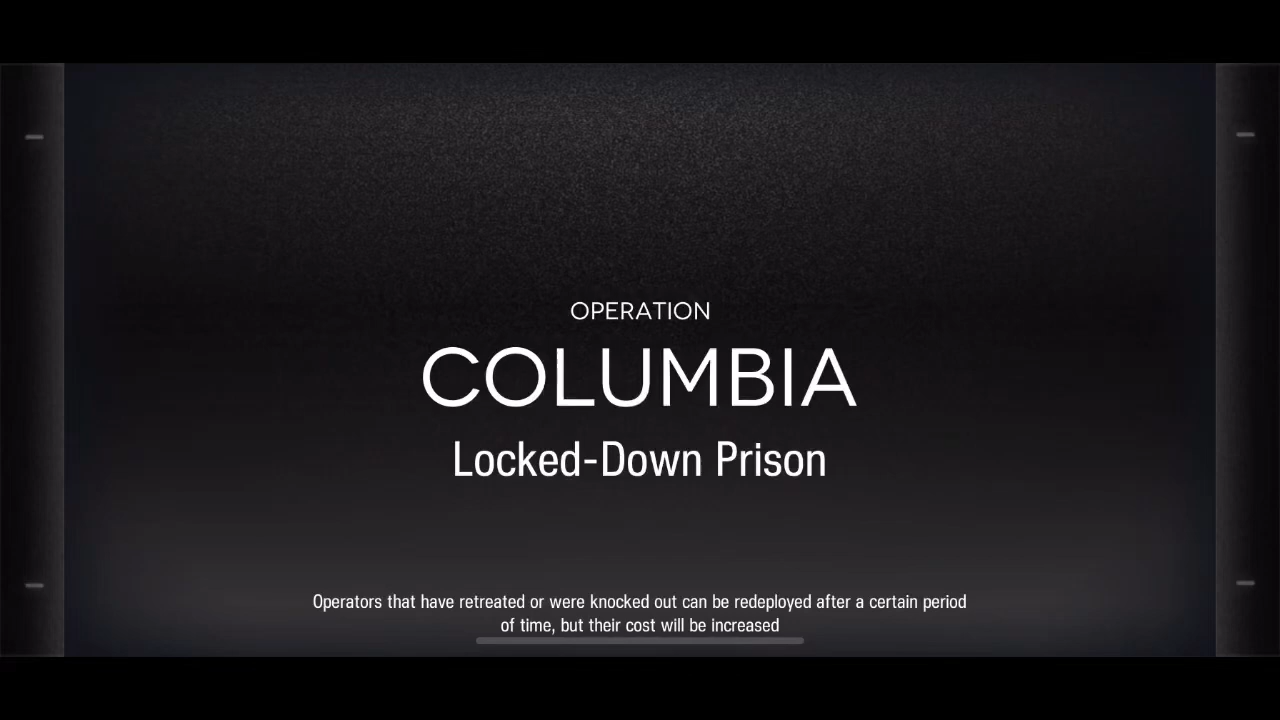 OPERATION
COLUMBIA
Locked-Down Prison
Operators that have retreated or were knocked out can be redeployed after a certain period
of time, but their cost will be increased